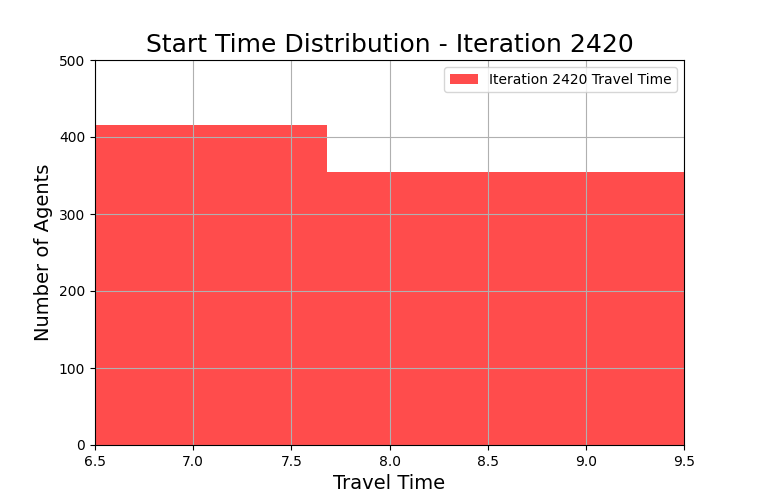 Start Time Distribution - Iteration 2420
Iteration 2420 Travel Time
Number of Agents
500
400
300
200
100
0
6.5 7.0 7.5 8.0 8.5 9.0 9.5
Travel Time